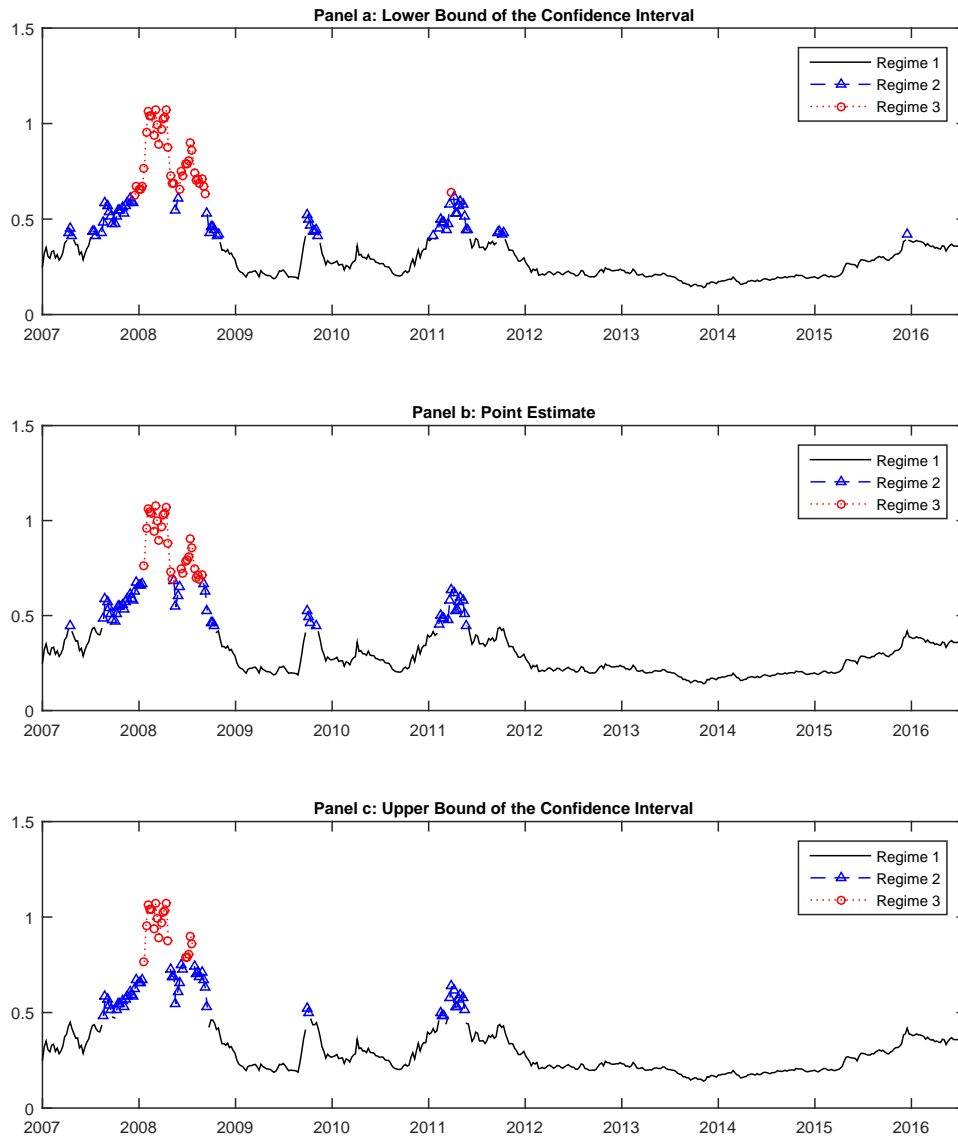 Panel a: Lower Bound of the Confidence Interval
1.5
1
0.5
0
Regime 1
Regime 2
Regime 3
2007 2008 2009 2010 2011 2012 2013 2014 2015 2016
Panel b: Point Estimate
1.5
1
0.5
0
Regime 1
Regime 2
Regime 3
2007 2008 2009 2010 2011 2012 2013 2014 2015 2016
Panel c: Upper Bound of the Confidence Interval
1.5
1
0.5
0
Regime 1
Regime 2
Regime 3
2007 2008 2009 2010 2011 2012 2013 2014 2015 2016